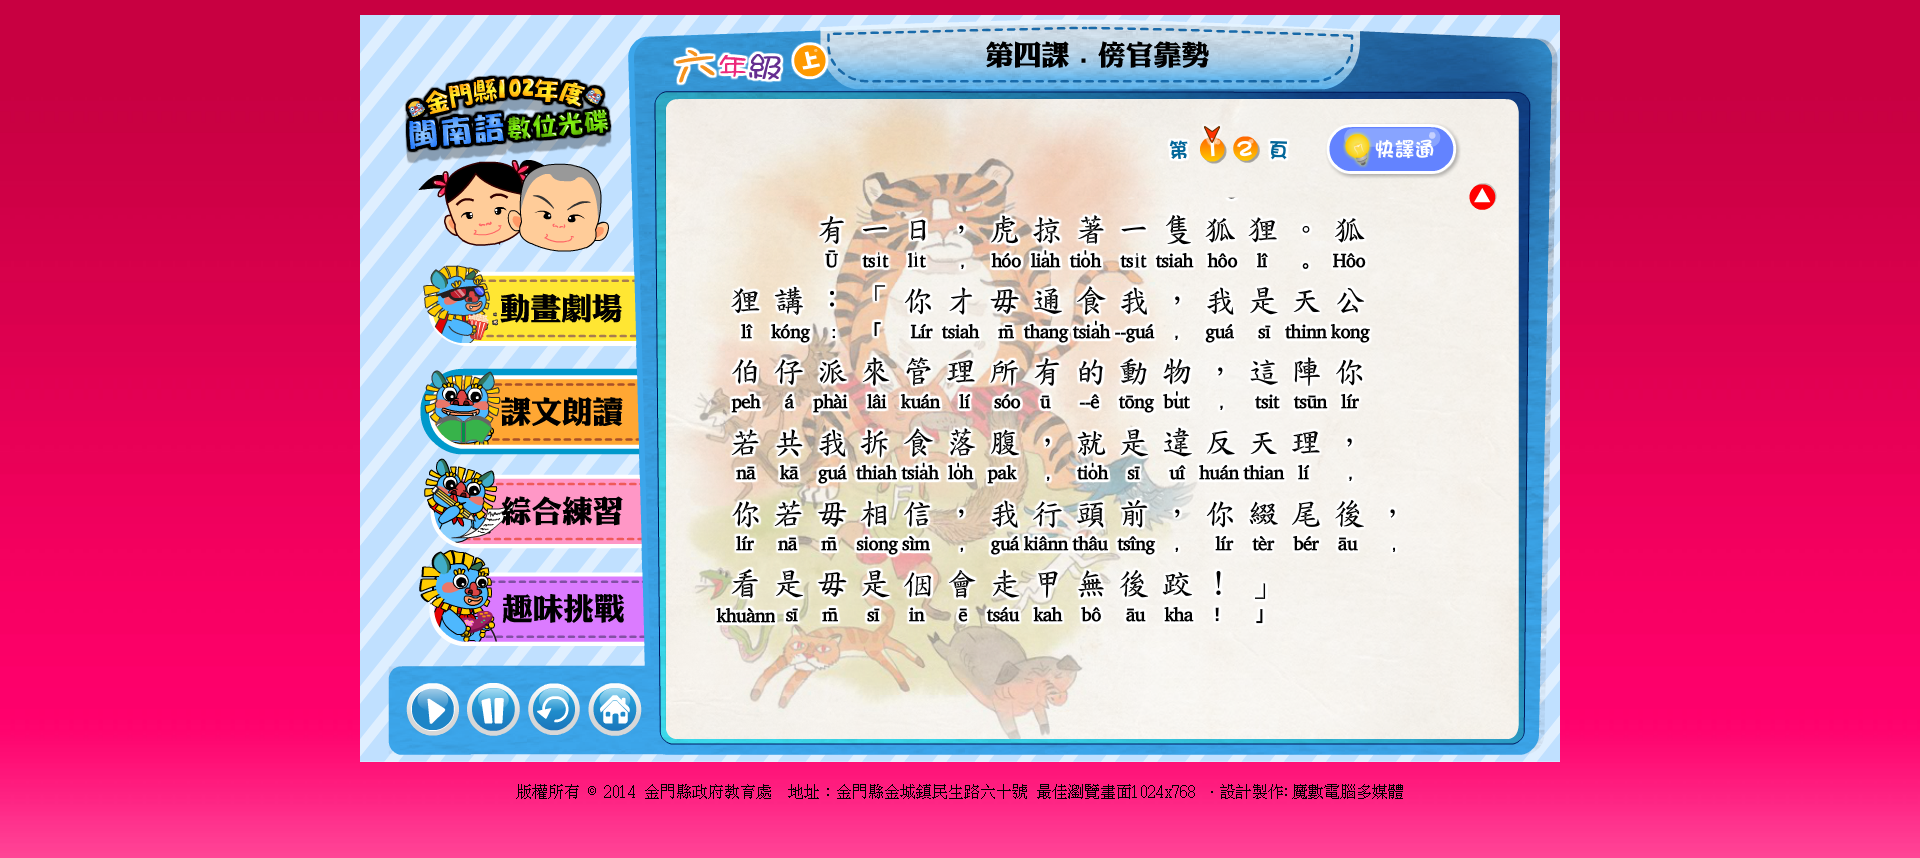 六年級 上
第四課．傍官靠勢
金門縣102年度
閩南語數位光碟
第 1 2 頁
快譯通
動畫劇場
課文朗讀
綜合練習
趣味挑戰
有一日，虎掠著一隻狐狸。狐
Ū tsi̍t li̍t , hóo lia̍h tio̍h tsi̍t tsiah hôo lî 。 Hôo
狸講：「你才毋通食我，我是天公
lî kóng : 「 Lír tsiah m̄ thang tsia̍h --guá , guá sī thinn kong
伯仔派來管理所有的動物，這陣你
peh á phài lâi kuán lí sóo ū --ê tōng bu̍t , tsit tsūn lír
若共我拆食落腹，就是違反天理，
nā kā guá thiah tsia̍h lo̍h pak , tio̍h sī uî huán thian lí ,
你若毋相信，我行頭前，你綴尾後，
lír nā m̄ siong sìm , guá kiânn thâu tsîng , lír tèr bér āu ,
看是毋是𪜶會走甲無後跤！」
khuànn sī m̄ sī in ē tsáu kah bô āu kha ! 」
版權所有 © 2014 金門縣政府教育處 地址：金門縣金城鎮民生路六十號 最佳瀏覽畫面1024x768 ‧設計製作:魔數電腦多媒體